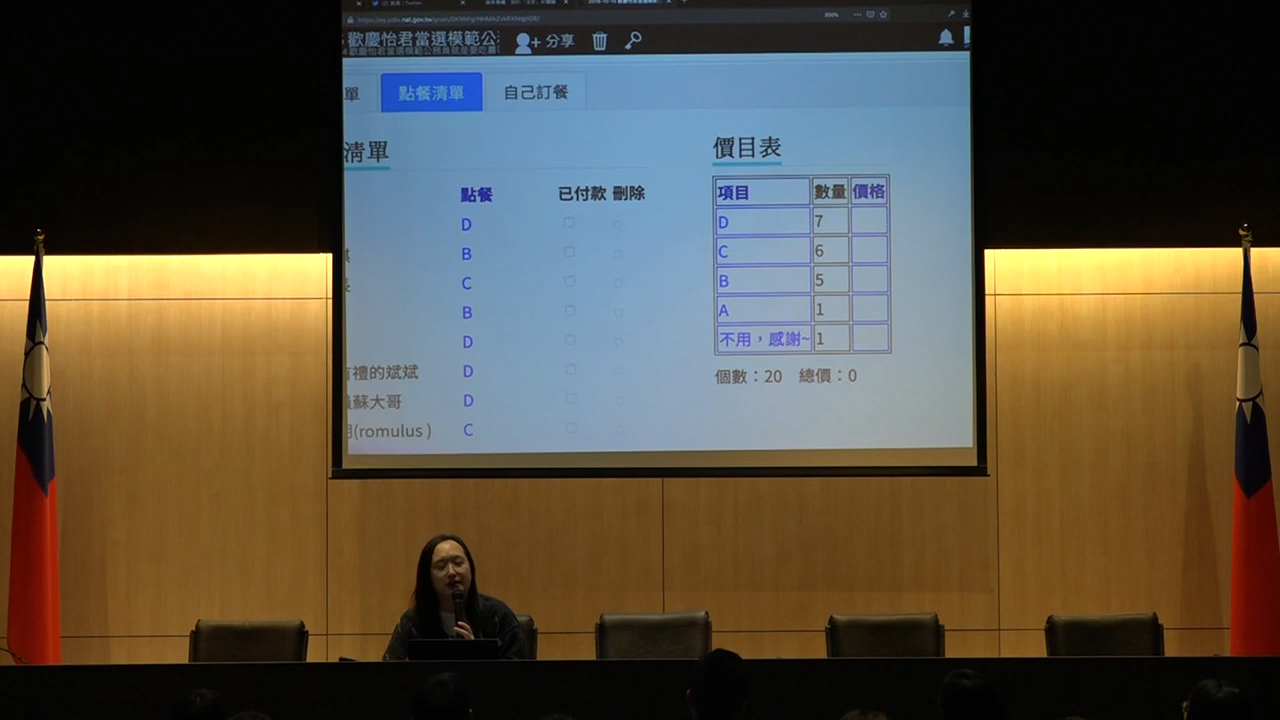 歡慶怡君當選模範公
分享
單
點餐清單
自己訂餐
清單
點餐 已付款 刪除
D
B
C
B
D
禮的斌斌 D
蘇大哥 D
(romulus ) C
價目表
項目 數量 價格
D 7
C 6
B 5
A 1
不用，感謝~ 1
個數：20 總價：0